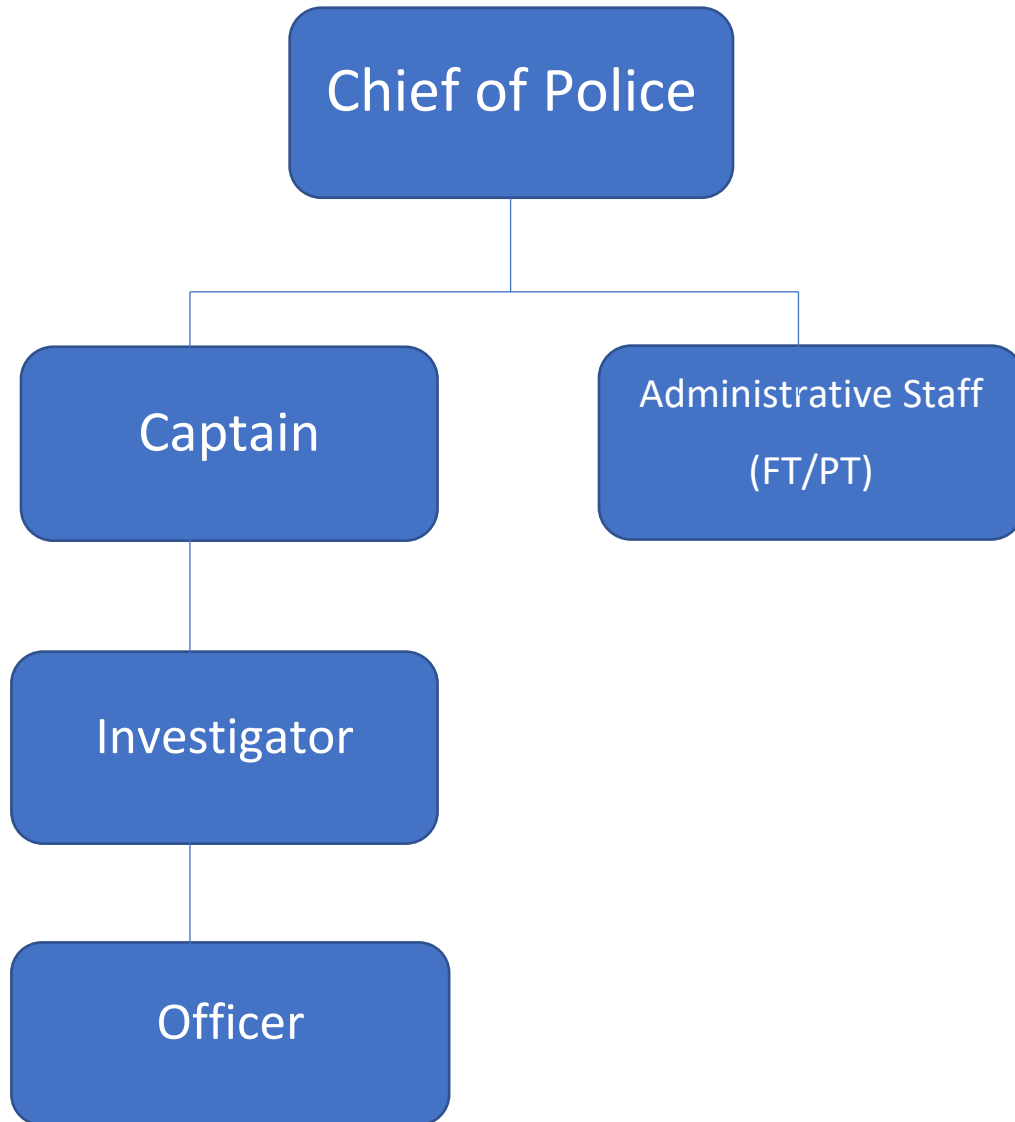 Chief of Police
Captain
Administrative Staff
(FT/PT)
Investigator
Officer